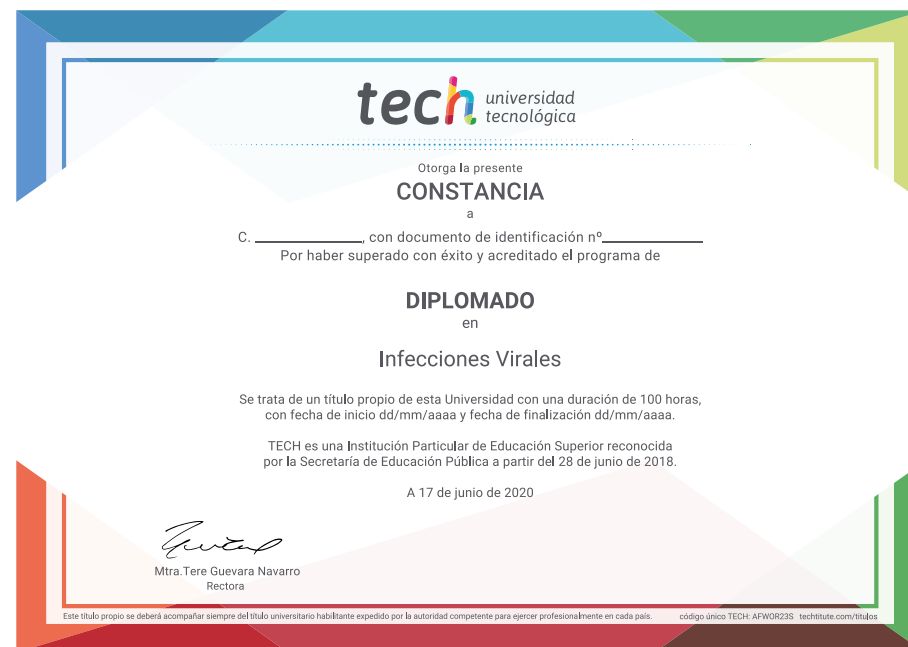 tech universidad
tecnológica
Otorga la presente
CONSTANCIA
a
C. ____________, con documento de identificación nº____________
Por haber superado con éxito y acreditado el programa de
DIPLOMADO
en
Infecciones Virales
Se trata de un título propio de esta Universidad con una duración de 100 horas,
con fecha de inicio dd/mm/aaaa y fecha de finalización dd/mm/aaaa.
TECH es una Institución Particular de Educación Superior reconocida
por la Secretaría de Educación Pública a partir del 28 de junio de 2018.
A 17 de junio de 2020
Mtra.Tere Guevara Navarro
Rectora
Este título propio se deberá acompañar siempre del título universitario habilitante expedido por la autoridad competente para ejercer profesionalmente en cada país. código único TECH: AFWOR23S techtitute.com/titulos